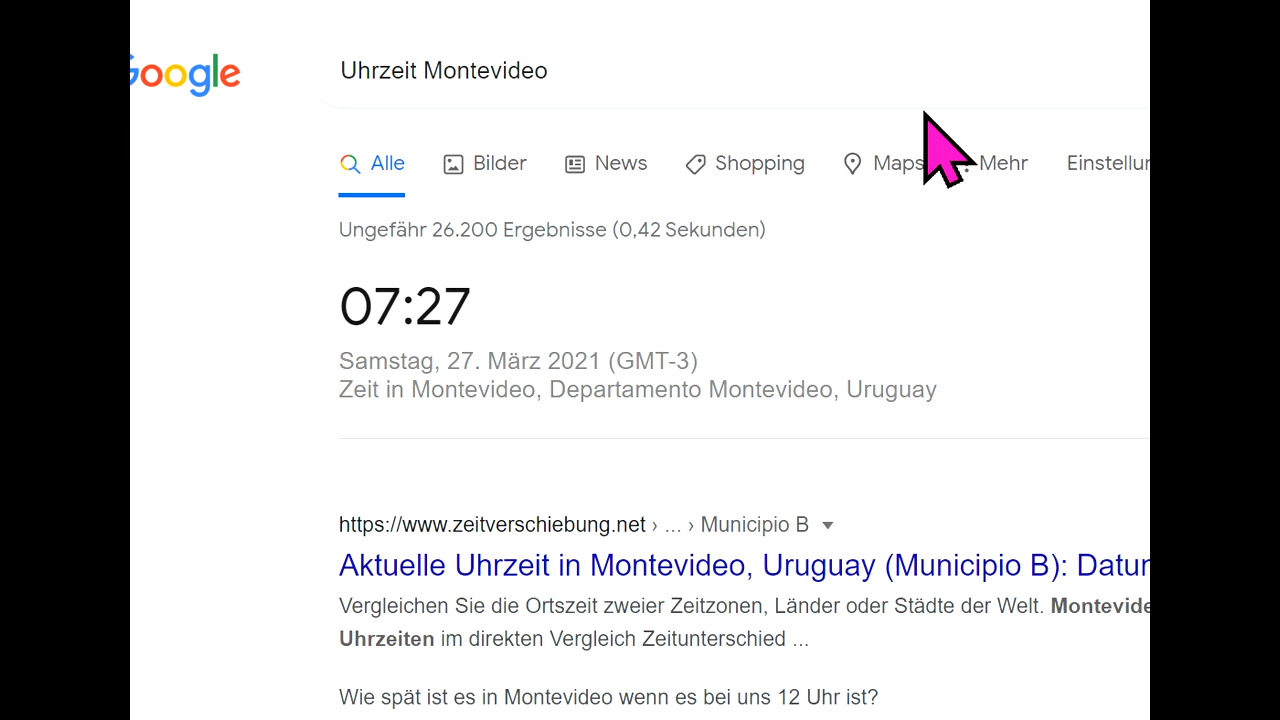 Google
Uhrzeit Montevideo
Alle Bilder News Shopping Maps Mehr
Ungefähr 26.200 Ergebnisse (0,42 Sekunden)
07:27
Samstag, 27. März 2021 (GMT-3)
Zeit in Montevideo, Departamento Montevideo, Uruguay
https://www.zeitverschiebung.net › ... › Municipio B
Aktuelle Uhrzeit in Montevideo, Uruguay (Municipio B):
Vergleichen Sie die Ortszeit zweier Zeitzonen, Länder oder Städte der Welt.
Uhrzeiten im direkten Vergleich Zeitunterschied ...
Wie spät ist es in Montevideo wenn es bei uns 12 Uhr ist?